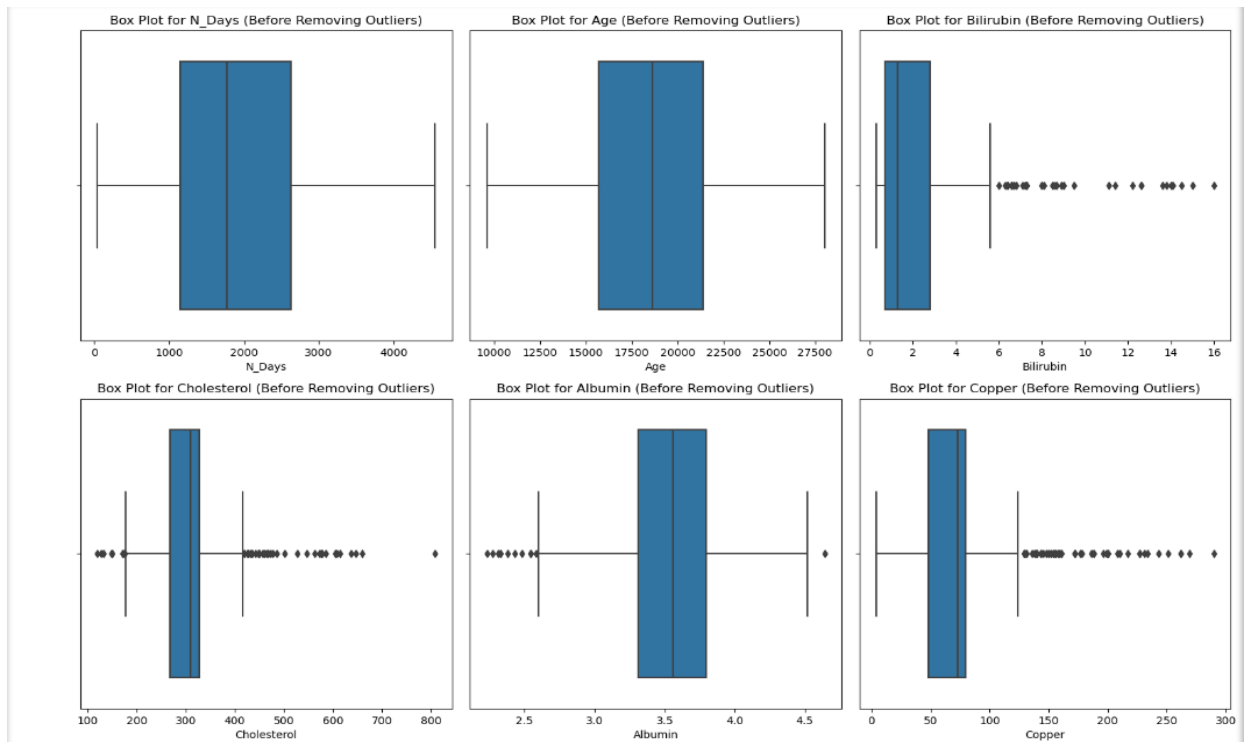 Box Plot for N_Days (Before Removing Outliers)
0 1000 2000 3000 4000
N_Days
Box Plot for Age (Before Removing Outliers)
10000 12500 15000 17500 20000 22500 25000 27500
Age
Box Plot for Bilirubin (Before Removing Outliers)
0 2 4 6 8 10 12 14 16
Bilirubin
Box Plot for Cholesterol (Before Removing Outliers)
100 200 300 400 500 600 700 800
Cholesterol
Box Plot for Albumin (Before Removing Outliers)
2.5 3.0 3.5 4.0 4.5
Albumin
Box Plot for Copper (Before Removing Outliers)
0 50 100 150 200 250 300
Copper